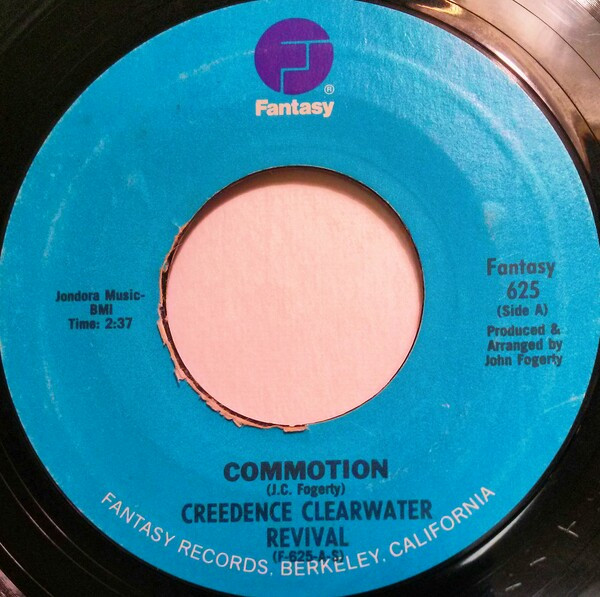 ®
Fantasy
Jondora Music-
BMI
Time: 2:37
Fantasy
625
(Side A)
Produced &
Arranged by
John Fogerty
COMMOTION
(J.C. Fogerty)
CREEDENCE CLEARWATER
REVIVAL
(F-625-A-S)
FANTASY RECORDS, BERKELEY, CALIFORNIA